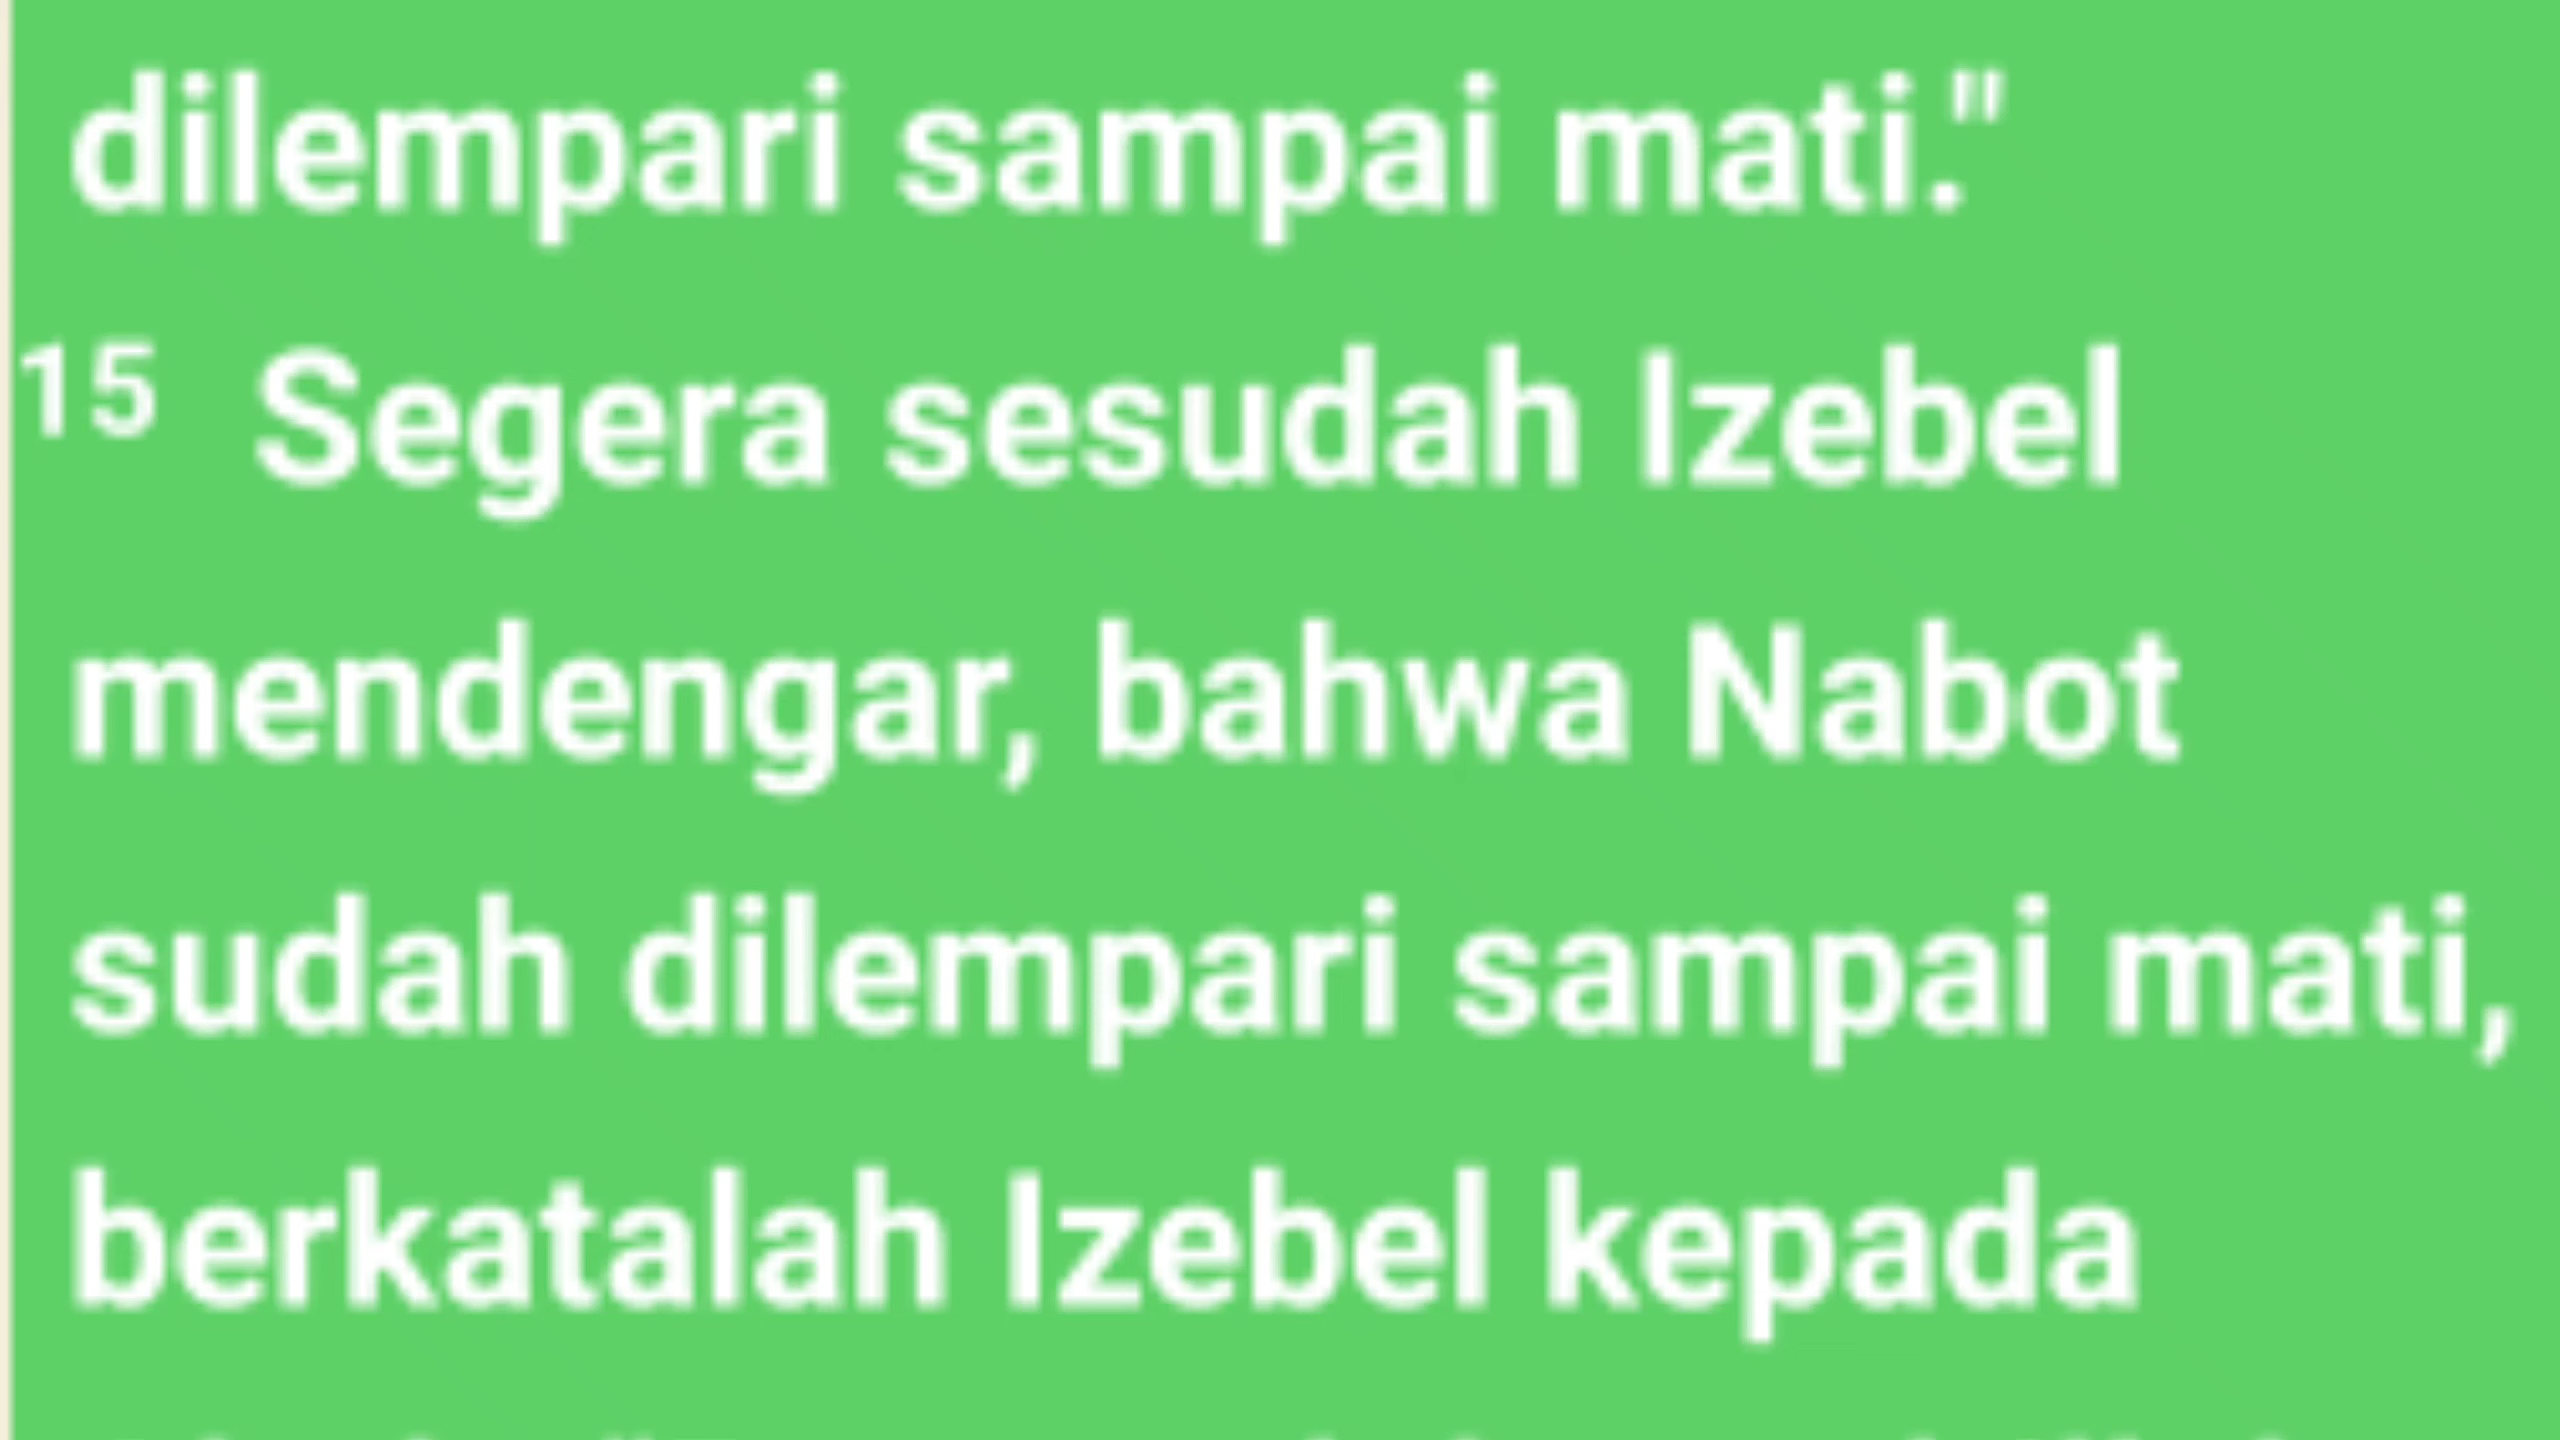 dilempari sampai mati."
15 Segera sesudah Izebel
mendengar, bahwa Nabot
sudah dilempari sampai mati,
berkatalah Izebel kepada